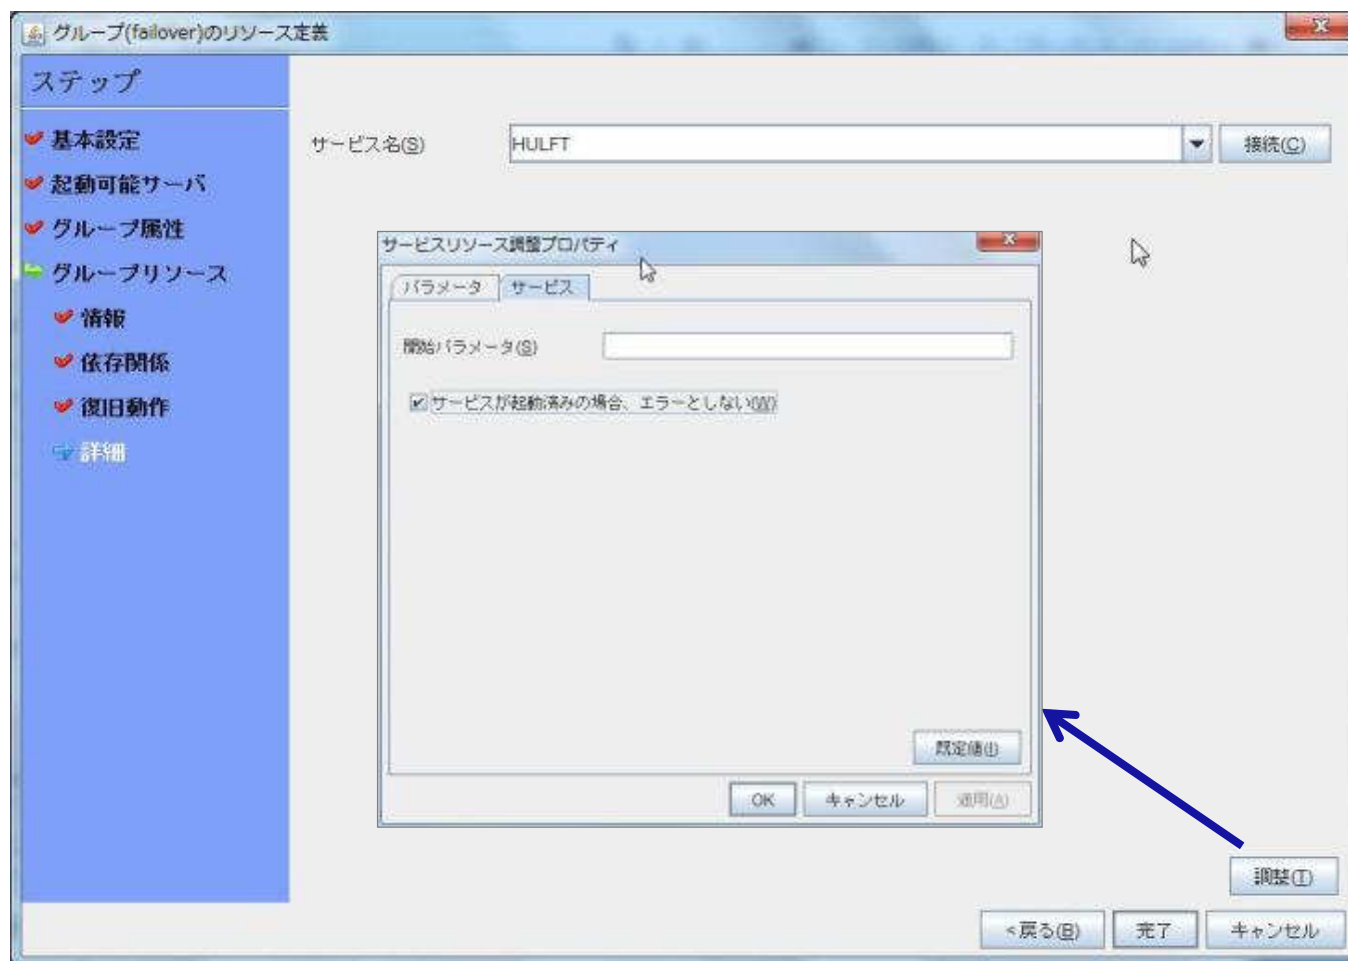 グループ(failover)のリソース定義
ステップ
基本設定
起動可能サーバ
グループ属性
グループリソース
情報
依存関係
復旧動作
詳細
サービス名(S)
HULFT
接続(C)
サービスリソース調整プロパティ
パラメータ
サービス
開始パラメータ(S)
サービスが起動済みの場合、エラーとしない(W)
既定値(I)
OK
キャンセル
適用(A)
調整(T)
<戻る(B)
完了
キャンセル